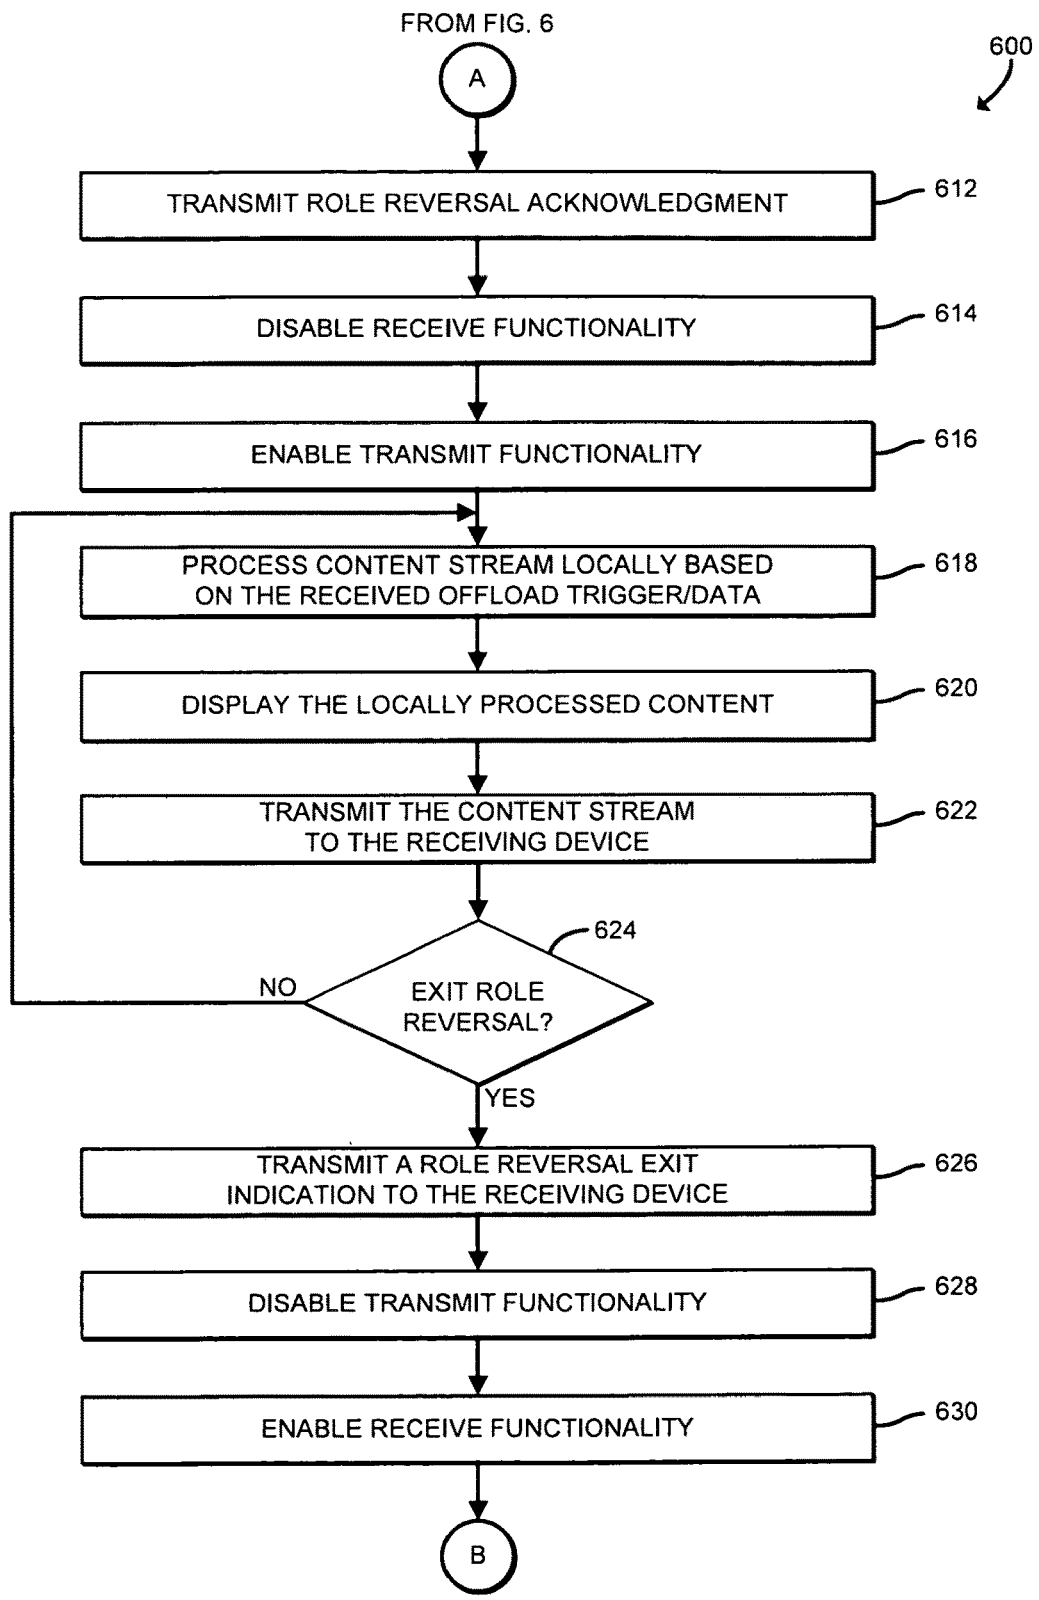 FROM FIG. 6
600
A
TRANSMIT ROLE REVERSAL ACKNOWLEDGMENT
612
DISABLE RECEIVE FUNCTIONALITY
614
ENABLE TRANSMIT FUNCTIONALITY
616
PROCESS CONTENT STREAM LOCALLY BASED
ON THE RECEIVED OFFLOAD TRIGGER/DATA
618
DISPLAY THE LOCALLY PROCESSED CONTENT
620
TRANSMIT THE CONTENT STREAM
TO THE RECEIVING DEVICE
622
624
EXIT ROLE
REVERSAL?
NO
YES
TRANSMIT A ROLE REVERSAL EXIT
INDICATION TO THE RECEIVING DEVICE
626
DISABLE TRANSMIT FUNCTIONALITY
628
ENABLE RECEIVE FUNCTIONALITY
630
B